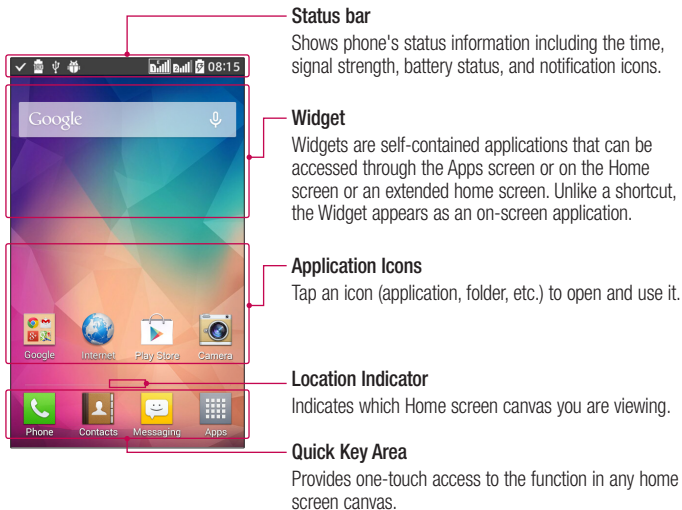 Status bar
Shows phone's status information including the time,
signal strength, battery status, and notification icons.
08:15
Google
Widget
Widgets are self-contained applications that can be
accessed through the Apps screen or on the Home
screen or an extended home screen. Unlike a shortcut,
the Widget appears as an on-screen application.
Application Icons
Tap an icon (application, folder, etc.) to open and use it.
Google Internet Play Store Camera
Location Indicator
Indicates which Home screen canvas you are viewing.
Phone Contacts Messaging Apps
Quick Key Area
Provides one-touch access to the function in any home
screen canvas.